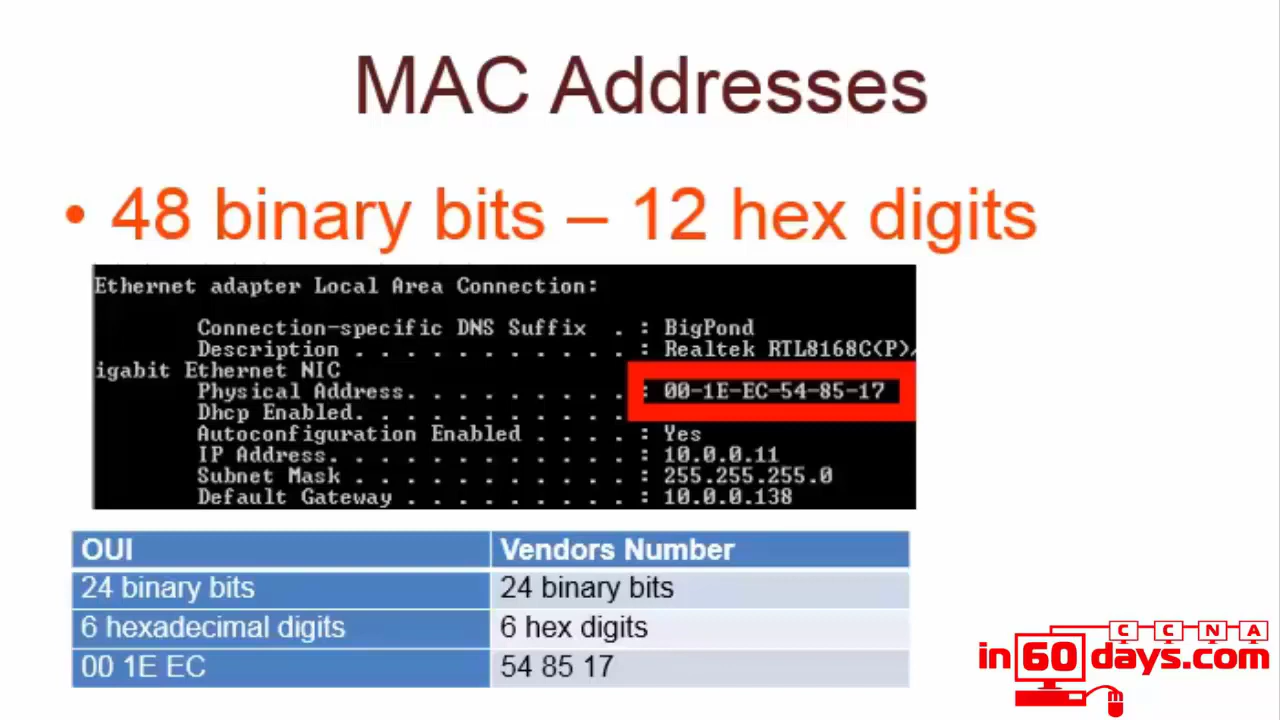 MAC Addresses
• 48 binary bits – 12 hex digits
Ethernet adapter Local Area Connection:
Connection-specific DNS Suffix . : BigPond
Description . . . . . . . . . . . : Realtek RTL8168C(P)/
igabit Ethernet NIC
Physical Address. . . . . . . . . : 00-1E-EC-54-85-17
Dhcp Enabled. . . . . . . . . . .
Autoconfiguration Enabled . . . . : Yes
IP Address. . . . . . . . . . . . : 10.0.0.11
Subnet Mask . . . . . . . . . . . : 255.255.255.0
Default Gateway . . . . . . . . . : 10.0.0.138
OUI Vendors Number
24 binary bits 24 binary bits
6 hexadecimal digits 6 hex digits
00 1E EC 54 85 17
CCNA
in60days.com